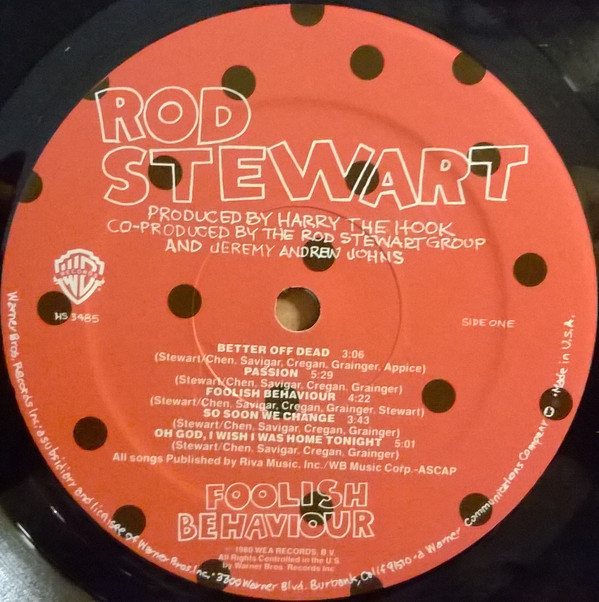 ROD
STEWART
PRODUCED BY HARRY THE HOOK
CO-PRODUCED BY THE ROD STEWART GROUP
AND JEREMY ANDREW JOHNS
RECORDS
HS 3485
SIDE ONE
BETTER OFF DEAD 3:06
(Stewart/Chen, Savigar, Cregan, Grainger, Appice)
PASSION 5:29
(Stewart/Chen, Savigar, Cregan, Grainger)
FOOLISH BEHAVIOUR 4:22
(Stewart/Chen, Savigar, Cregan, Grainger, Stewart)
SO SOON WE CHANGE 3:43
(Stewart/Chen, Savigar, Cregan, Grainger)
OH GOD, I WISH I WAS HOME TONIGHT 5:01
(Stewart/Chen, Savigar, Cregan, Grainger)
All songs Published by Riva Music, Inc./WB Music Corp.-ASCAP
FOOLISH
BEHAVIOUR
℗ 1980 WEA RECORDS, B.V.
All Rights Controlled in the U.S.
by Warner Bros. Records Inc.
Warner Bros. Records Inc., a subsidiary and licensee of Warner Bros. Inc. • 3300 Warner Blvd. Burbank, Calif. 91510 • a Warner Communications Company • Made in U.S.A.